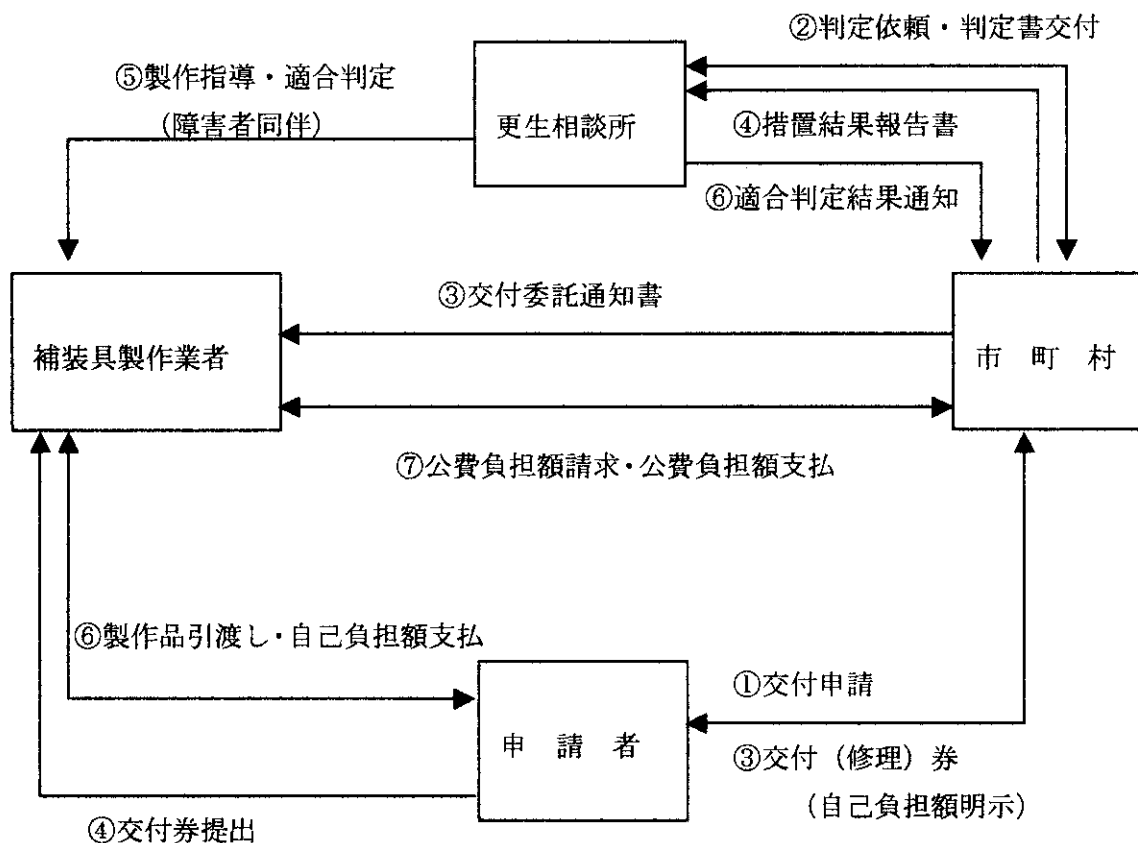 ②判定依頼・判定書交付
⑤製作指導・適合判定
(障害者同伴)
更生相談所
④措置結果報告書
⑥適合判定結果通知
③交付委託通知書
補装具製作業者
市 町 村
⑦公費負担額請求・公費負担額支払
⑥製作品引渡し・自己負担額支払
①交付申請
申 請 者
③交付（修理）券
（自己負担額明示）
④交付券提出